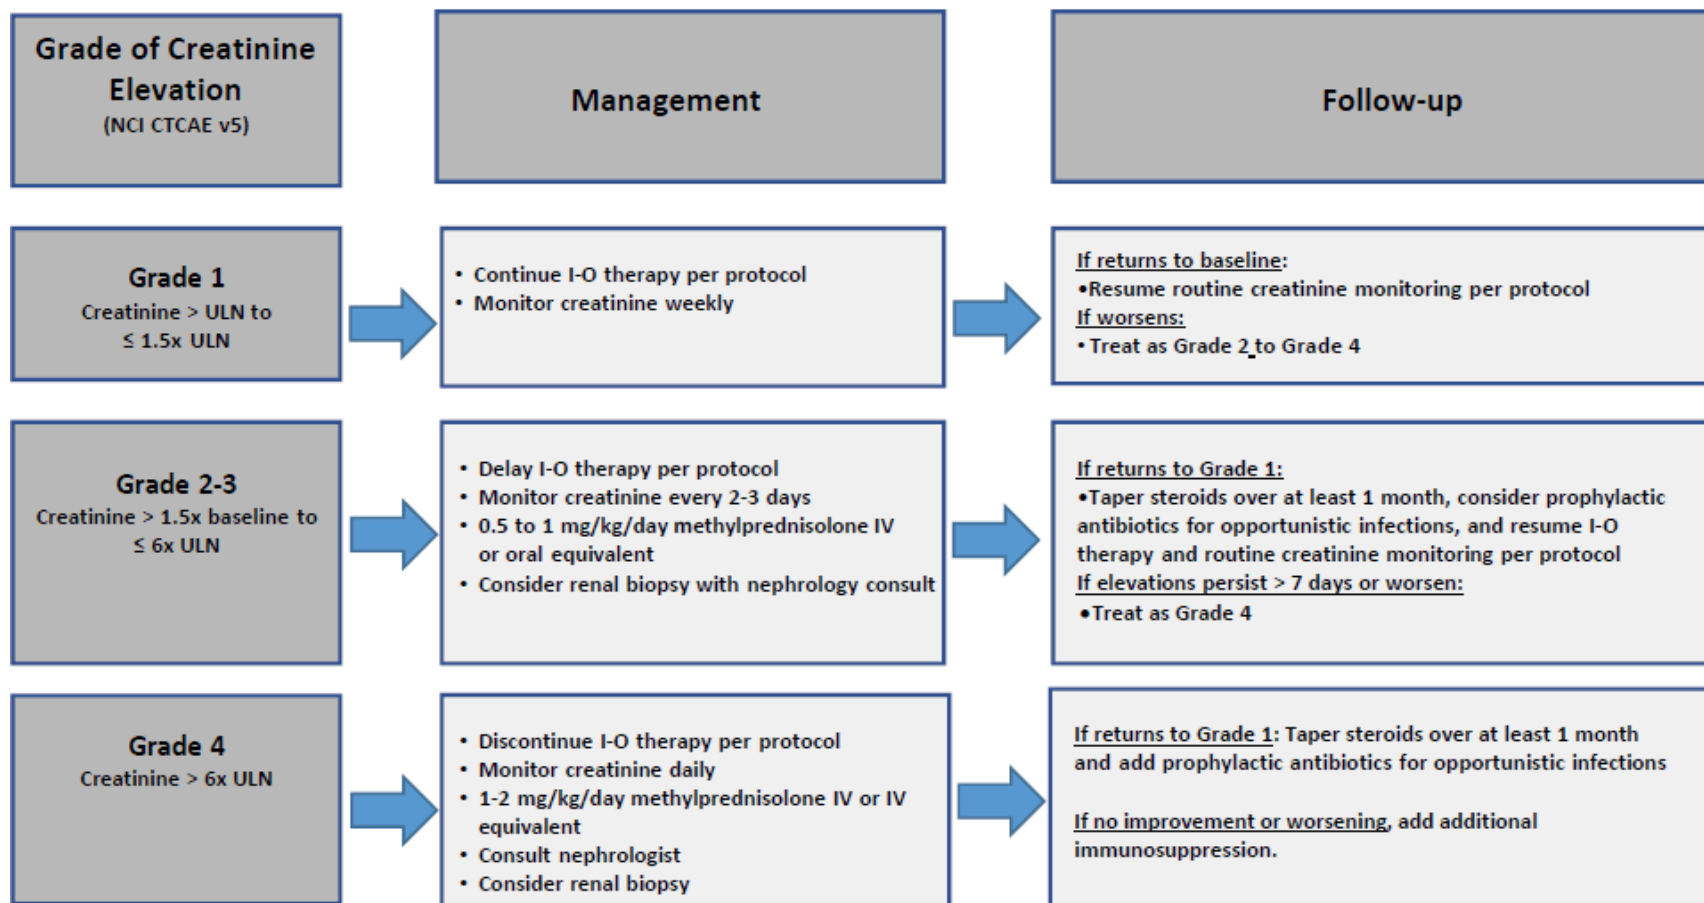 Grade of Creatinine
Elevation
(NCI CTCAE v5)
Management
Follow-up
Grade 1
Creatinine > ULN to
≤ 1.5x ULN
• Continue I-O therapy per protocol
• Monitor creatinine weekly
If returns to baseline:
•Resume routine creatinine monitoring per protocol
If worsens:
• Treat as Grade 2 to Grade 4
Grade 2-3
Creatinine > 1.5x baseline to
≤ 6x ULN
• Delay I-O therapy per protocol
• Monitor creatinine every 2-3 days
• 0.5 to 1 mg/kg/day methylprednisolone IV
or oral equivalent
• Consider renal biopsy with nephrology consult
If returns to Grade 1:
•Taper steroids over at least 1 month, consider prophylactic
antibiotics for opportunistic infections, and resume I-O
therapy and routine creatinine monitoring per protocol
If elevations persist > 7 days or worsen:
•Treat as Grade 4
Grade 4
Creatinine > 6x ULN
• Discontinue I-O therapy per protocol
• Monitor creatinine daily
• 1-2 mg/kg/day methylprednisolone IV or IV
equivalent
• Consult nephrologist
• Consider renal biopsy
If returns to Grade 1: Taper steroids over at least 1 month
and add prophylactic antibiotics for opportunistic infections
If no improvement or worsening, add additional
immunosuppression.